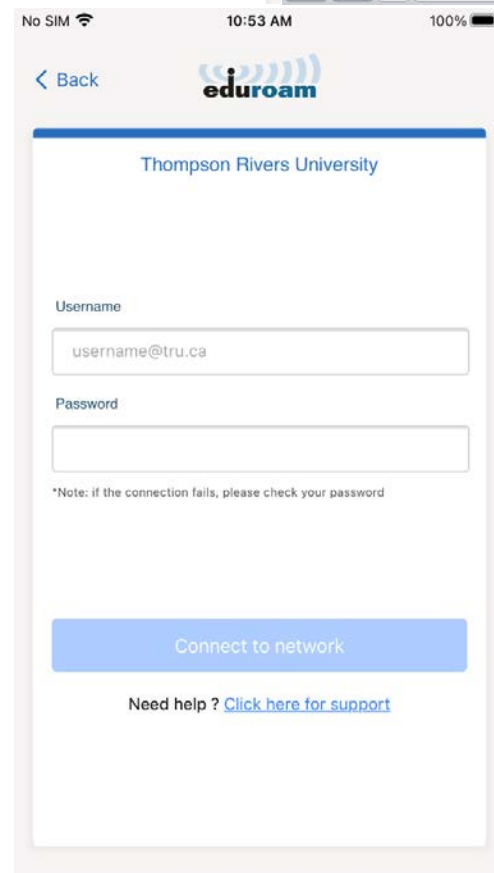 No SIM 10:53 AM 100%
Back
eduroam
Thompson Rivers University
Username
username@tru.ca
Password
*Note: if the connection fails, please check your password
Connect to network
Need help ? Click here for support